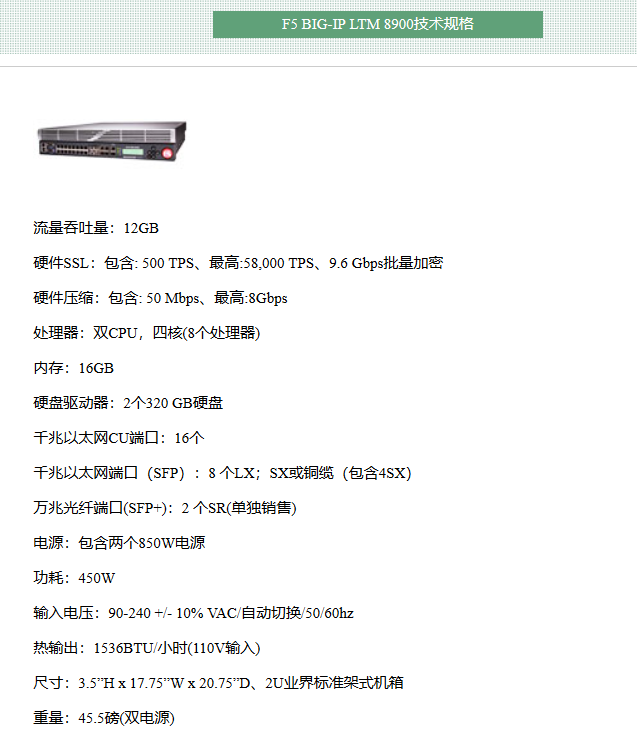 F5 BIG-IP LTM 8900技术规格
流量吞吐量：12GB
硬件SSL：包含: 500 TPS、最高:58,000 TPS、9.6 Gbps批量加密
硬件压缩：包含: 50 Mbps、最高:8Gbps
处理器：双CPU，四核(8个处理器)
内存：16GB
硬盘驱动器：2个320 GB硬盘
千兆以太网CU端口：16个
千兆以太网端口（SFP）：8 个LX；SX或铜缆（包含4SX）
万兆光纤端口(SFP+)：2 个SR(单独销售)
电源：包含两个850W电源
功耗：450W
输入电压：90-240 +/- 10% VAC/自动切换/50/60hz
热输出：1536BTU/小时(110V输入)
尺寸：3.5”H x 17.75”W x 20.75”D、2U业界标准架式机箱
重量：45.5磅(双电源)